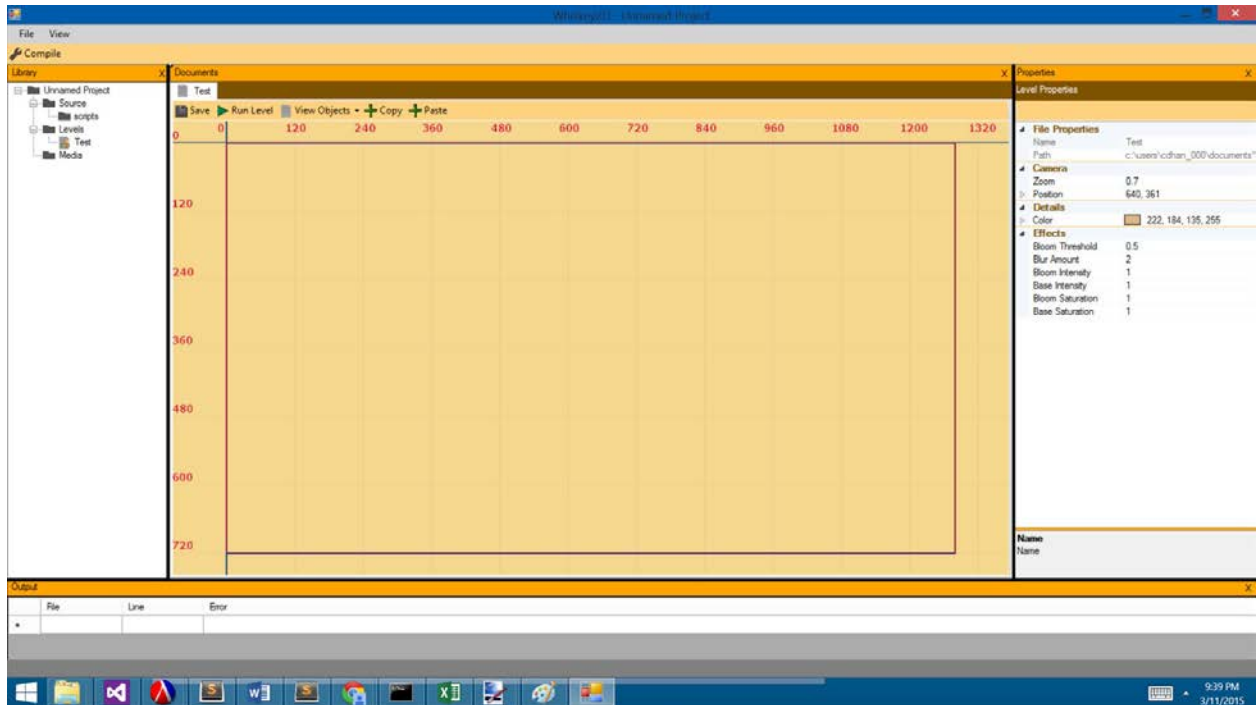 Whiskey2D - Unnamed Project
File View
Compile
Library X
Unnamed Project
Source
scripts
Levels
Test
Media
Documents X
Test
Save Run Level View Objects Copy Paste
0 0 120 240 360 480 600 720 840 960 1080 1200 1320
120
240
360
480
600
720
Properties X
Level Properties
File Properties
Name Test
Path c:\users\cdhan_000\documents\
Camera
Zoom 0.7
Position 640, 361
Details
Color 222, 184, 135, 255
Effects
Bloom Threshold 0.5
Blur Amount 2
Bloom Intensity 1
Base Intensity 1
Bloom Saturation 1
Base Saturation 1
Name
Name
Output X
File Line Error
9:39 PM
3/11/2015